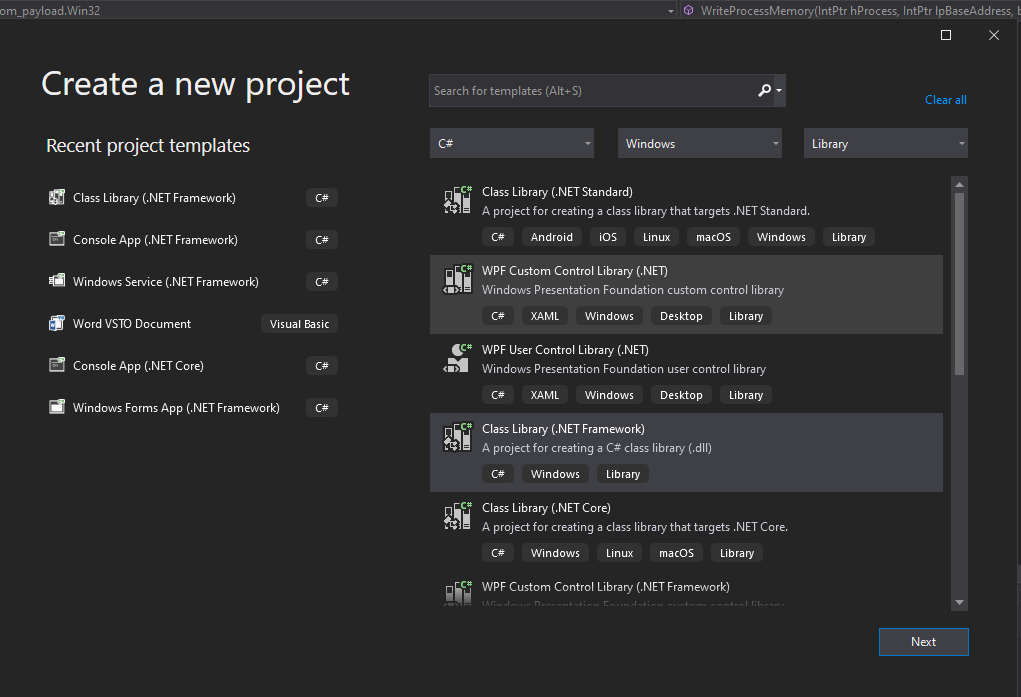 om_payload.Win32
WriteProcessMemory(IntPtr hProcess, IntPtr lpBaseAddress,
Create a new project
Search for templates (Alt+S)
Clear all
C#
Windows
Library
Recent project templates
Class Library (.NET Framework)
C#
Console App (.NET Framework)
C#
Windows Service (.NET Framework)
C#
Word VSTO Document
Visual Basic
Console App (.NET Core)
C#
Windows Forms App (.NET Framework)
C#
Class Library (.NET Standard)
A project for creating a class library that targets .NET Standard.
C# Android iOS Linux macOS Windows Library
WPF Custom Control Library (.NET)
Windows Presentation Foundation custom control library
C# XAML Windows Desktop Library
WPF User Control Library (.NET)
Windows Presentation Foundation user control library
C# XAML Windows Desktop Library
Class Library (.NET Framework)
A project for creating a C# class library (.dll)
C# Windows Library
Class Library (.NET Core)
A project for creating a class library that targets .NET Core.
C# Windows Linux macOS Library
WPF Custom Control Library (.NET Framework)
Windows Presentation Foundation custom control library
Next